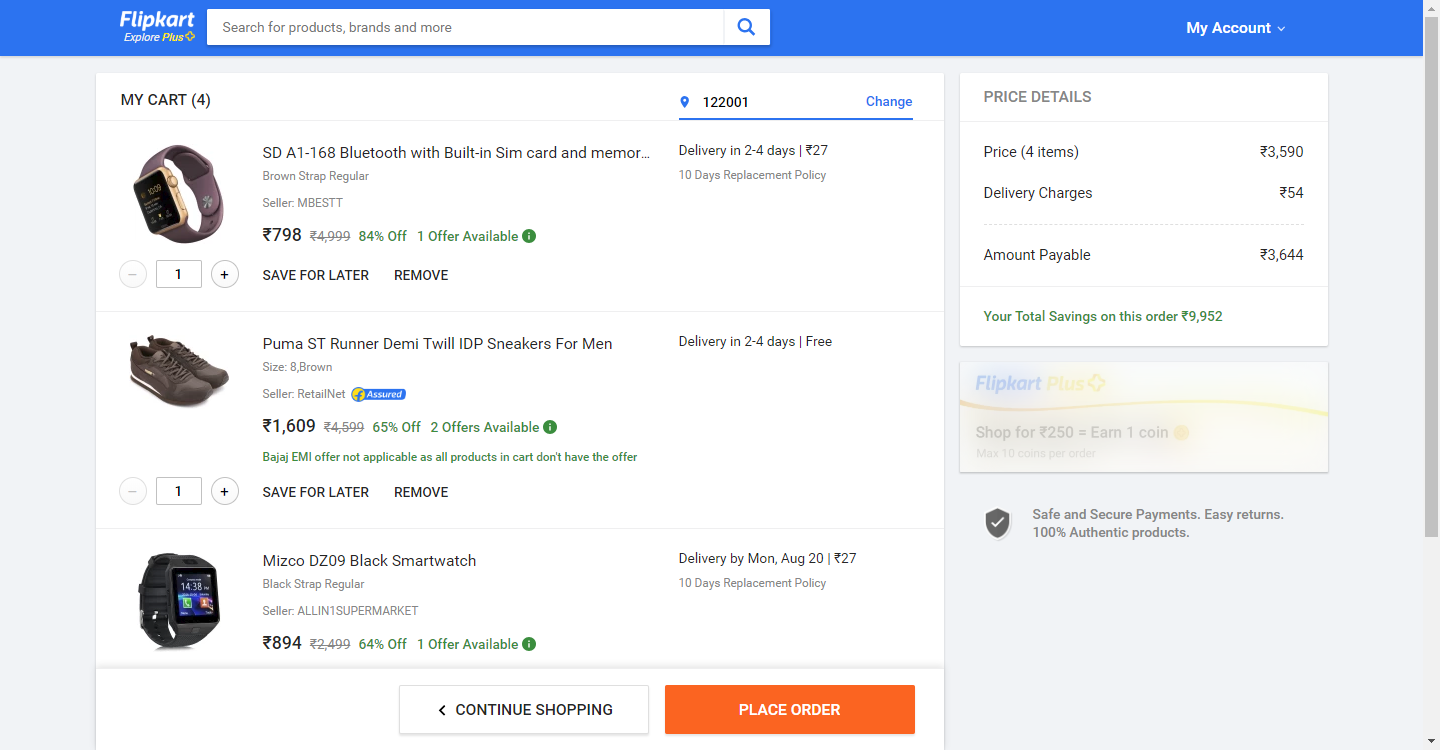 Flipkart
Explore Plus
Search for products, brands and more
My Account
MY CART (4)
122001
Change
SD A1-168 Bluetooth with Built-in Sim card and memor...
Brown Strap Regular
Seller: MBESTT
₹798 ₹4,999 84% Off 1 Offer Available
Delivery in 2-4 days | ₹27
10 Days Replacement Policy
− 1 + SAVE FOR LATER REMOVE
Puma ST Runner Demi Twill IDP Sneakers For Men
Size: 8,Brown
Seller: RetailNet Assured
₹1,609 ₹4,599 65% Off 2 Offers Available
Bajaj EMI offer not applicable as all products in cart don't have the offer
Delivery in 2-4 days | Free
− 1 + SAVE FOR LATER REMOVE
14:38
Mizco DZ09 Black Smartwatch
Black Strap Regular
Seller: ALLIN1SUPERMARKET
₹894 ₹2,499 64% Off 1 Offer Available
Delivery by Mon, Aug 20 | ₹27
10 Days Replacement Policy
CONTINUE SHOPPING
PLACE ORDER
PRICE DETAILS
Price (4 items) ₹3,590
Delivery Charges ₹54
Amount Payable ₹3,644
Your Total Savings on this order ₹9,952
Flipkart Plus
Shop for ₹250 = Earn 1 coin
Max 10 coins per order
Safe and Secure Payments. Easy returns.
100% Authentic products.